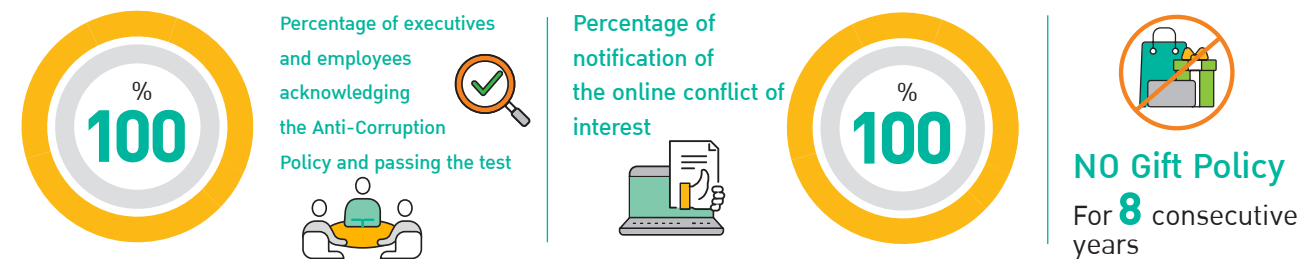 %
100
Percentage of executives
and employees
acknowledging
the Anti-Corruption
Policy and passing the test
Percentage of
notification of
the online conflict of
interest
%
100
NO Gift Policy
For 8 consecutive
years